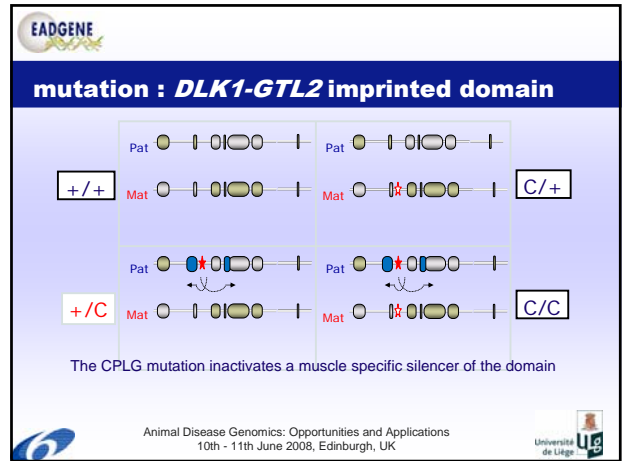 EADGENE
mutation : DLK1-GTL2 imprinted domain
Pat
Pat
+/+
Mat
Mat
C/+
Pat
Pat
+/C
Mat
Mat
C/C
The CPLG mutation inactivates a muscle specific silencer of the domain
6
Animal Disease Genomics: Opportunities and Applications
10th - 11th June 2008, Edinburgh, UK
Université
de Liège
ULg